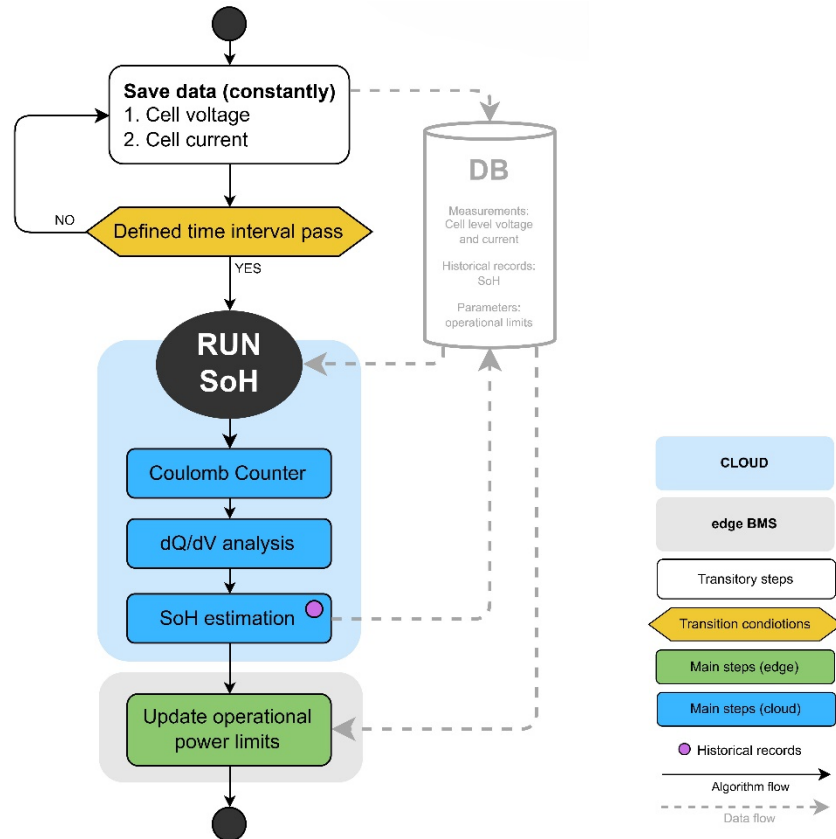 Save data (constantly)
1. Cell voltage
2. Cell current
DB
Measurements:
Cell level voltage
and current
Historical records:
SoH
Parameters:
operational limits
NO
Defined time interval pass
YES
RUN
SoH
Coulomb Counter
dQ/dV analysis
SoH estimation
Update operational
power limits
CLOUD
edge BMS
Transitory steps
Transition condiotions
Main steps (edge)
Main steps (cloud)
Historical records
Algorithm flow
Data flow